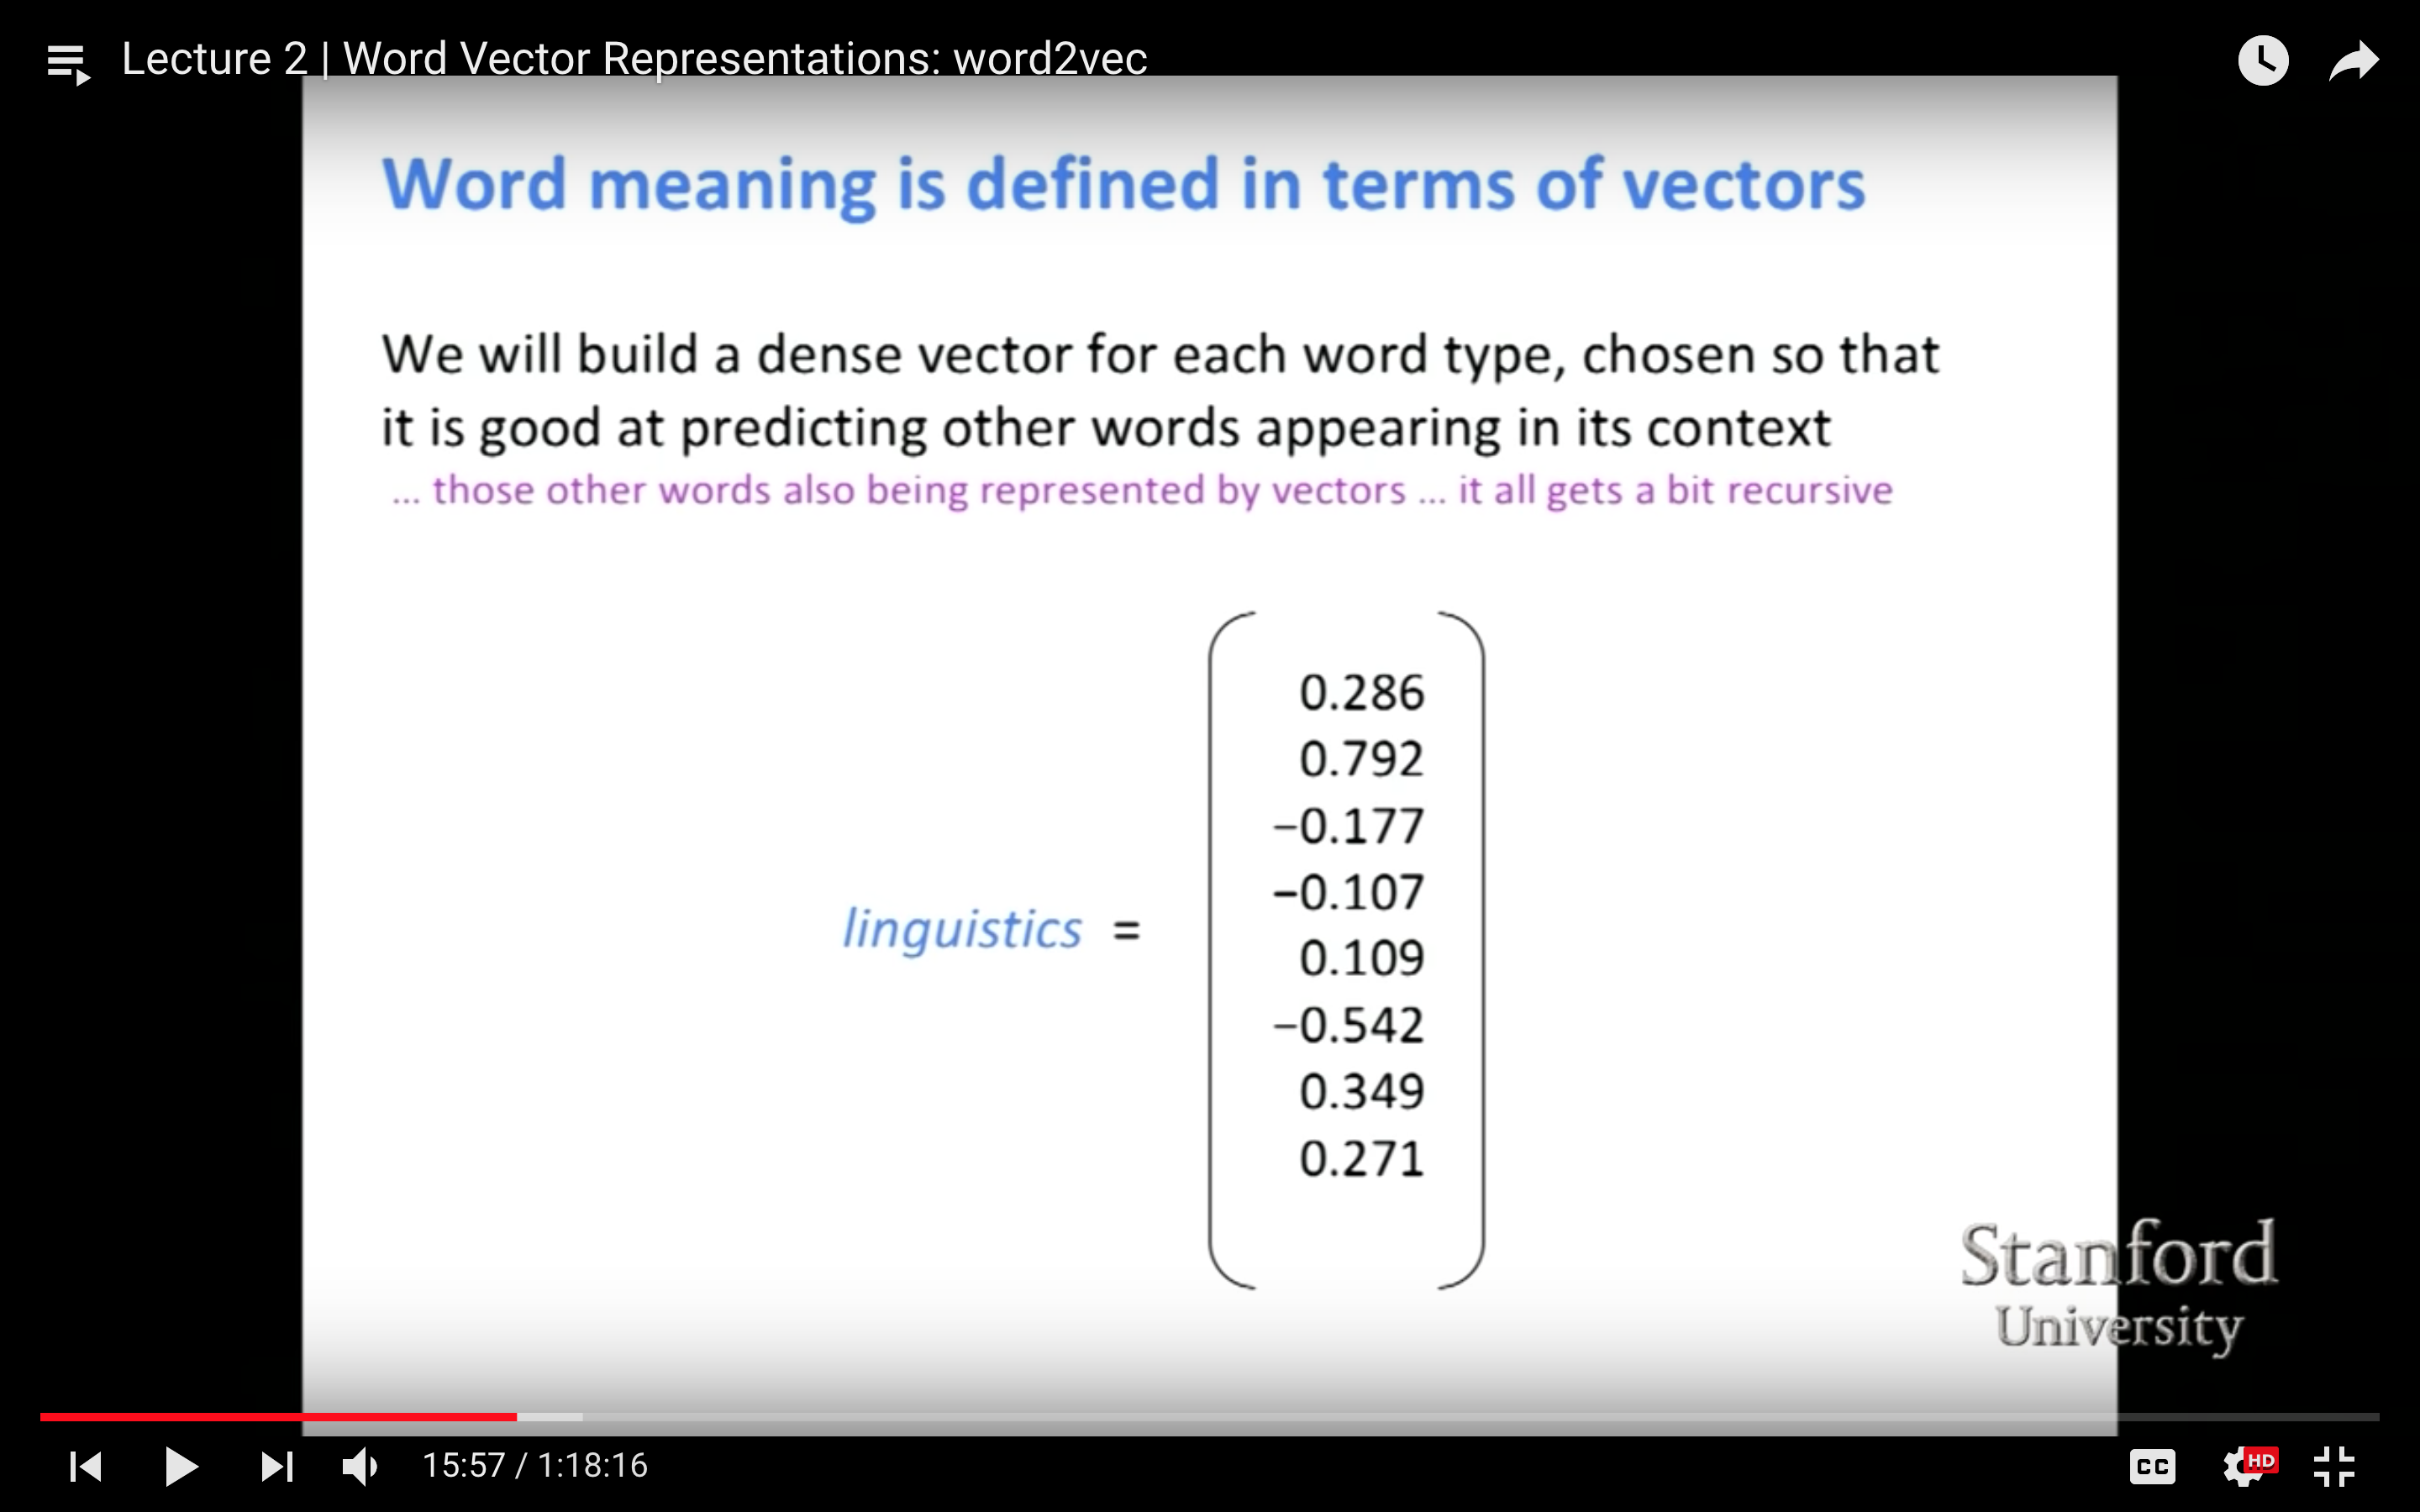 Lecture 2 | Word Vector Representations: word2vec
Word meaning is defined in terms of vectors
We will build a dense vector for each word type, chosen so that
it is good at predicting other words appearing in its context
... those other words also being represented by vectors ... it all gets a bit recursive
0.286
0.792
−0.177
−0.107
linguistics =
0.109
−0.542
0.349
0.271
Stanford
University
15:57 / 1:18:16
CC
HD